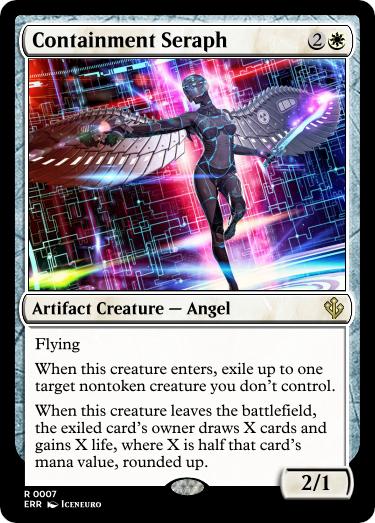 Containment Seraph 2
Artifact Creature — Angel
Flying
When this creature enters, exile up to one
target nontoken creature you don't control.
When this creature leaves the battlefield,
the exiled card's owner draws X cards and
gains X life, where X is half that card's
mana value, rounded up.
2/1
R 0007
ERR ICENEURO